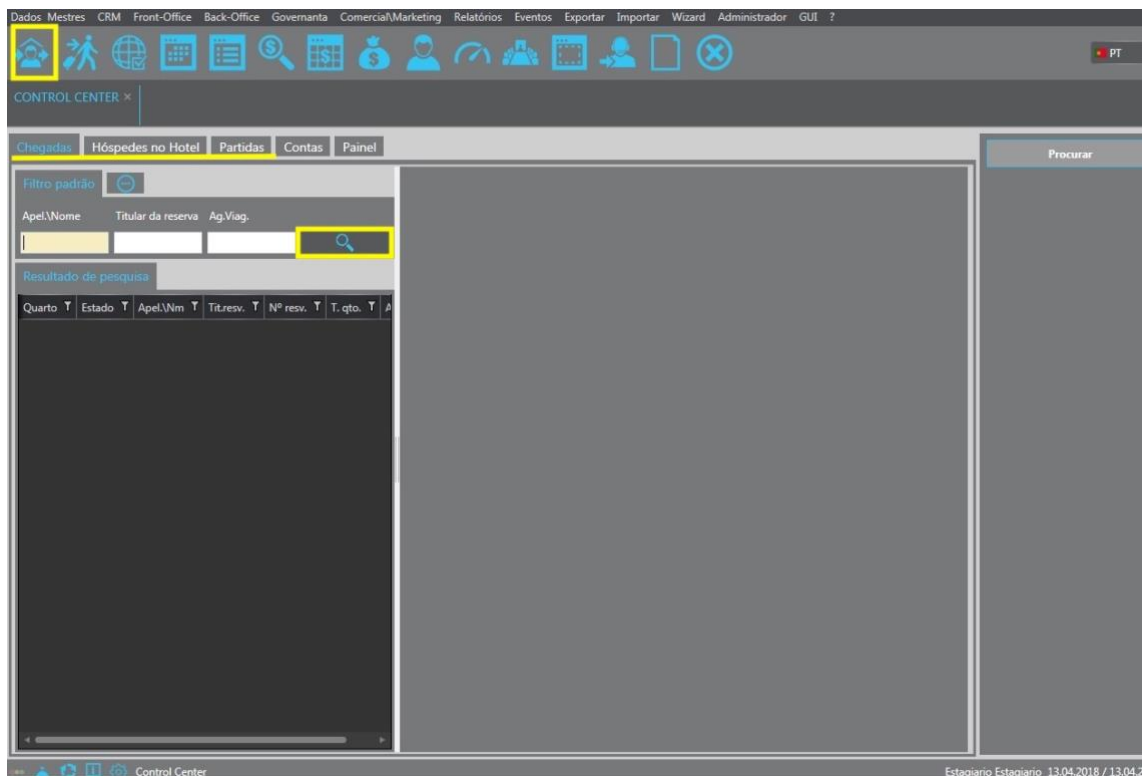 Dados Mestres CRM Front-Office Back-Office Governanta Comercial\Marketing Relatórios Eventos Exportar Importar Wizard Administrador GUI ?
PT
CONTROL CENTER ×
Chegadas Hóspedes no Hotel Partidas Contas Painel
Procurar
Filtro padrão
Apel.\Nome Titular da reserva Ag.Viag.
Resultado de pesquisa
Quarto Estado Apel.\Nm Tit.resv. Nº resv. T. qto. A
Control Center
Estagiario Estagiario 13.04.2018 / 13.04.2